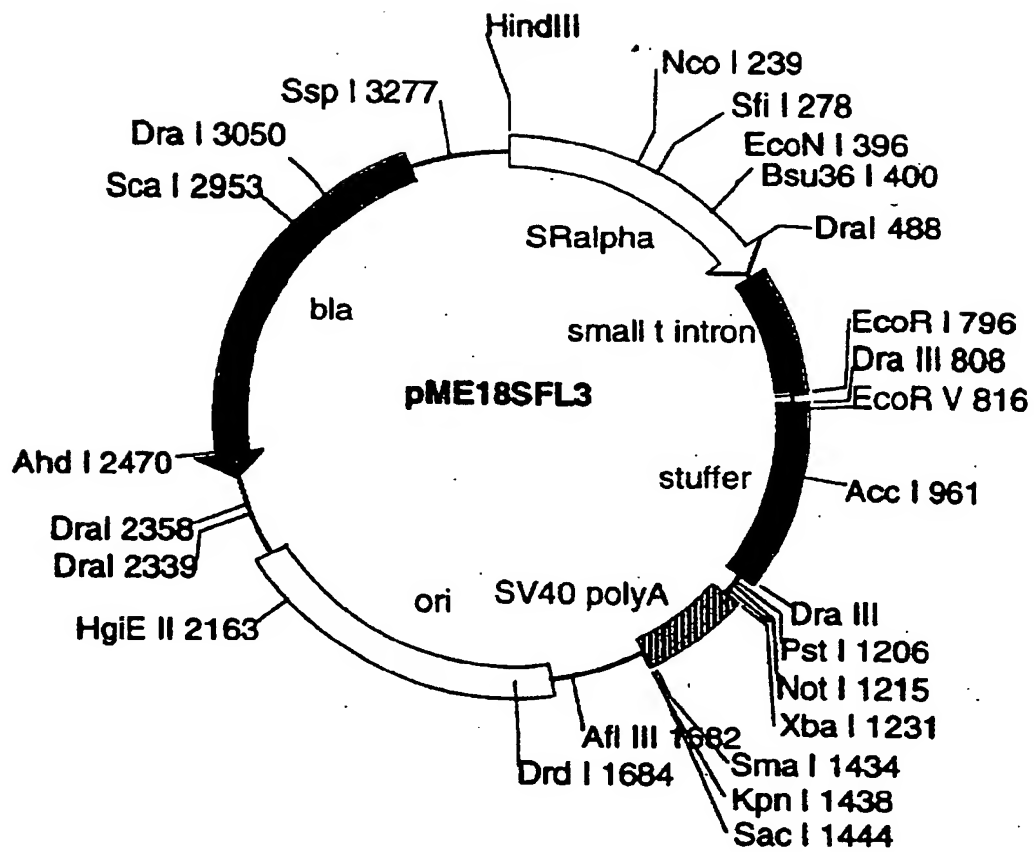 HindIII
Nco I 239
Ssp I 3277
Sfi I 278
Dra I 3050
EcoN I 396
Sca I 2953
Bsu36 I 400
SRalpha
DraI 488
bla
small t intron
EcoR I 796
Dra III 808
pME18SFL3
EcoR V 816
Ahd I 2470
stuffer
Acc I 961
DraI 2358
DraI 2339
ori
SV40 polyA
Dra III
HgiE II 2163
Pst I 1206
Not I 1215
Xba I 1231
Afl III 1682
Drd I 1684
Sma I 1434
Kpn I 1438
Sac I 1444